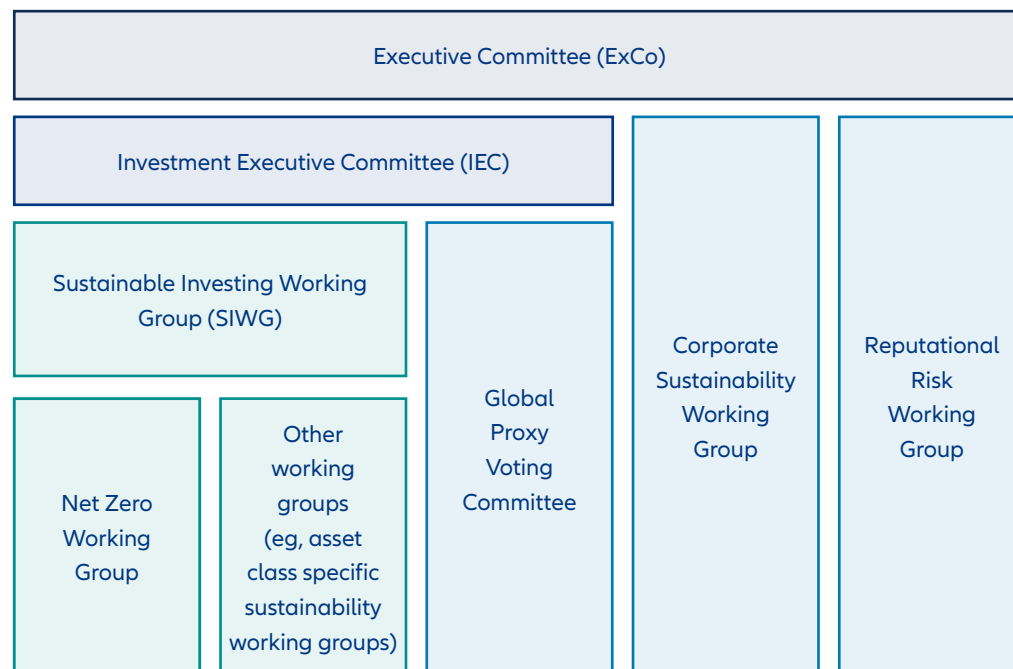 Executive Committee (ExCo)
Investment Executive Committee (IEC)
Sustainable Investing Working
Group (SIWG)
Net Zero
Working
Group
Other
working
groups
(eg, asset
class specific
sustainability
working groups)
Global
Proxy
Voting
Committee
Corporate
Sustainability
Working
Group
Reputational
Risk
Working
Group